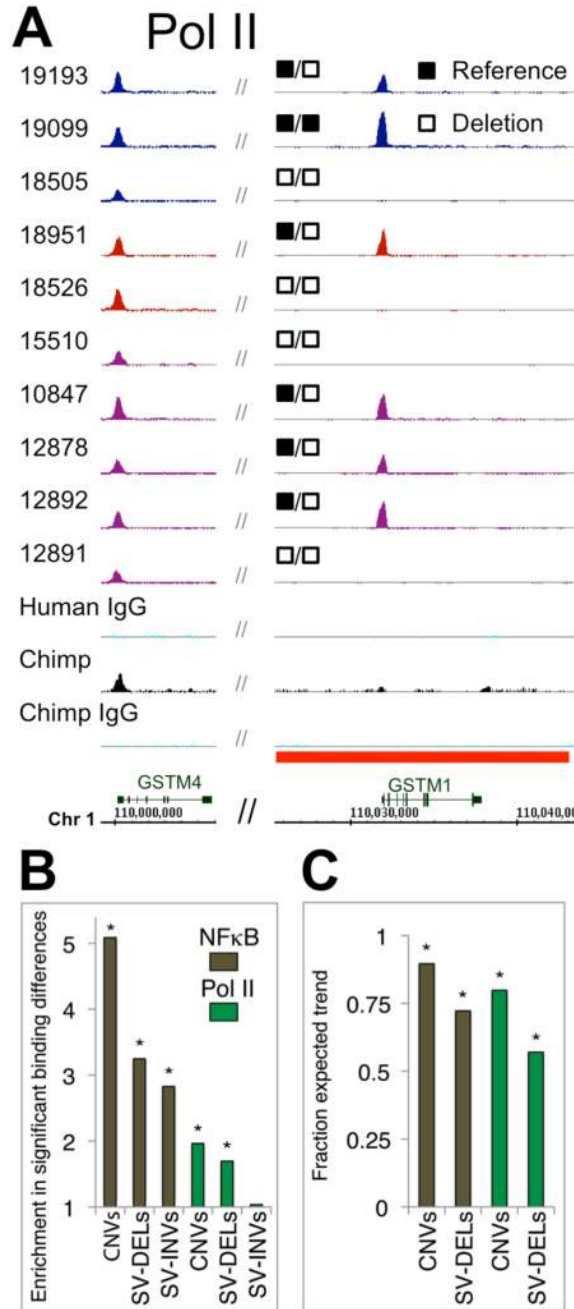 A Pol II
19193 // ■/□ ■ Reference
19099 // ■/■ □ Deletion
18505 // □/□
18951 // ■/□
18526 // □/□
15510 // □/□
10847 // ■/□
12878 // ■/□
12892 // ■/□
12891 // □/□
Human IgG //
Chimp //
Chimp IgG //
GSTM4 GSTM1
Chr 1 110,000,000 // 110,030,000 110,040,00
B
Enrichment in significant binding differences
5
4
3
2
1
NFκB
Pol II
* * * * *
CNVs SV-DELs SV-INVs CNVs SV-DELs SV-INVs
C
Fraction expected trend
1
0.75
0.5
0.25
0
* * * *
CNVs SV-DELs CNVs SV-DELs